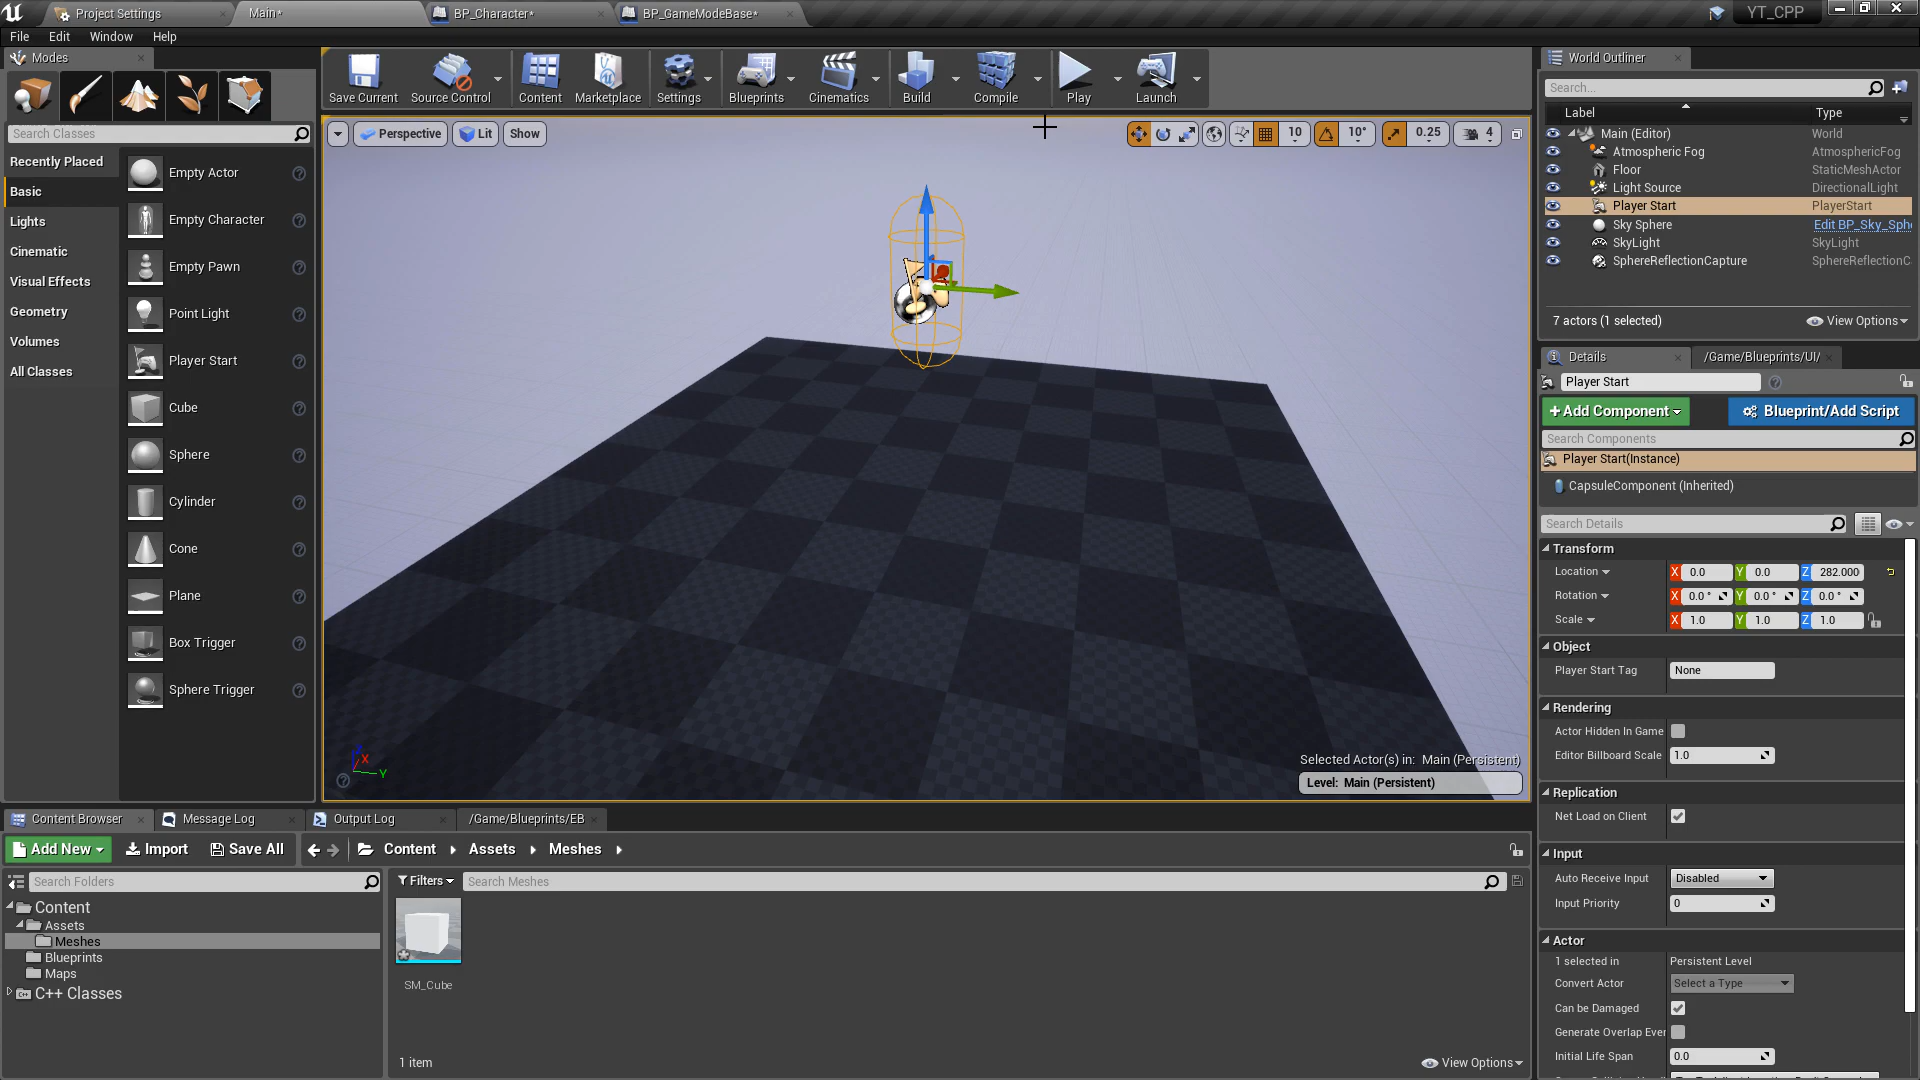 Project Settings
Main*
BP_Character*
BP_GameModeBase*
YT_CPP
File
Edit
Window
Help
Modes
Search Classes
Recently Placed
Basic
Lights
Cinematic
Visual Effects
Geometry
Volumes
All Classes
Empty Actor
Empty Character
Empty Pawn
Point Light
Player Start
Cube
Sphere
Cylinder
Cone
Plane
Box Trigger
Sphere Trigger
Save Current
Source Control
Content
Marketplace
Settings
Blueprints
Cinematics
Build
Compile
Play
Launch
Perspective
Lit
Show
10
10°
0.25
4
X
Y
Selected Actor(s) in: Main (Persistent)
Level: Main (Persistent)
World Outliner
Search...
Label
Type
Main (Editor)
World
Atmospheric Fog
AtmosphericFog
Floor
StaticMeshActor
Light Source
DirectionalLight
Player Start
PlayerStart
Sky Sphere
Edit BP_Sky_Sph
SkyLight
SkyLight
SphereReflectionCapture
SphereReflectionC
7 actors (1 selected)
View Options
Details
/Game/Blueprints/UI/
Player Start
+Add Component
Blueprint/Add Script
Search Components
Player Start(Instance)
CapsuleComponent (Inherited)
Search Details
Transform
Location
X 0.0 Y 0.0 Z 282.000
Rotation
X 0.0 ° Y 0.0 ° Z 0.0 °
Scale
X 1.0 Y 1.0 Z 1.0
Object
Player Start Tag
None
Rendering
Actor Hidden In Game
Editor Billboard Scale
1.0
Replication
Net Load on Client
Input
Auto Receive Input
Disabled
Input Priority
0
Actor
1 selected in
Persistent Level
Convert Actor
Select a Type
Can be Damaged
Generate Overlap Ever
Initial Life Span
0.0
Content Browser
Message Log
Output Log
/Game/Blueprints/EB
Add New
Import
Save All
Content
Assets
Meshes
Search Folders
Content
Assets
Meshes
Blueprints
Maps
C++ Classes
Filters
Search Meshes
SM_Cube
1 item
View Options